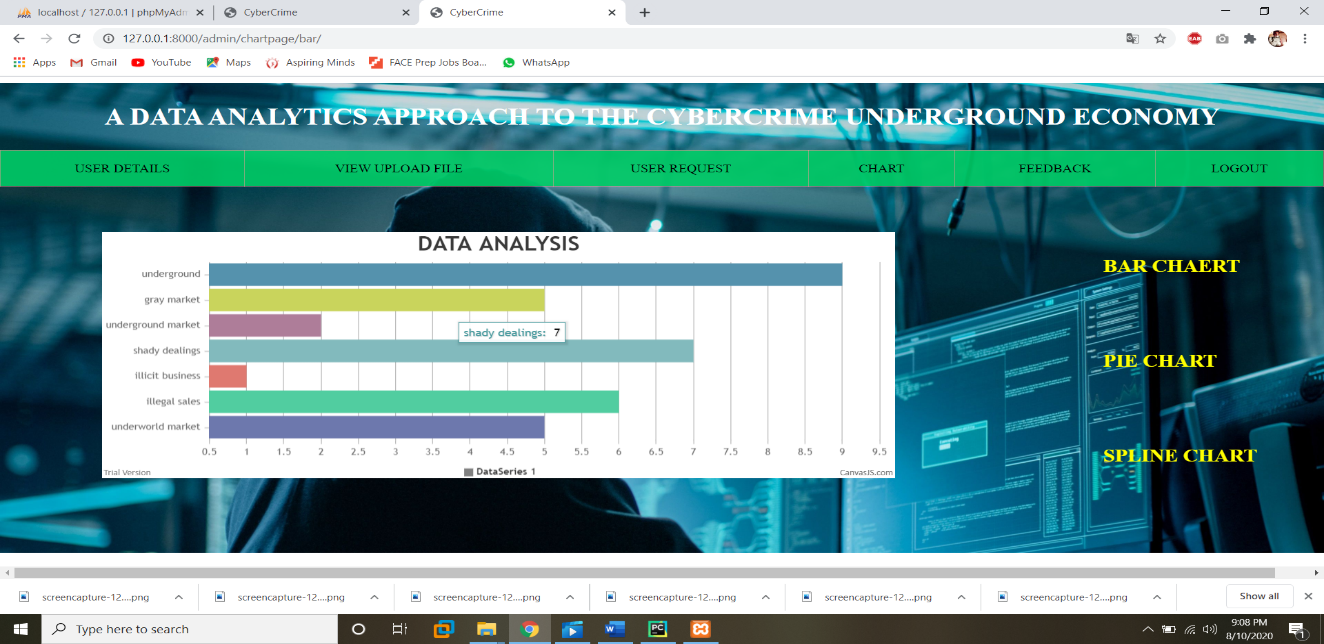 localhost / 127.0.0.1 | phpMyAdm
CyberCrime
CyberCrime
127.0.0.1:8000/admin/chartpage/bar/
Apps
Gmail
YouTube
Maps
Aspiring Minds
FACE Prep Jobs Boa...
WhatsApp
A DATA ANALYTICS APPROACH TO THE CYBERCRIME UNDERGROUND ECONOMY
USER DETAILS
VIEW UPLOAD FILE
USER REQUEST
CHART
FEEDBACK
LOGOUT
DATA ANALYSIS
underground
gray market
underground market
shady dealings
illicit business
illegal sales
underworld market
shady dealings: 7
0.5 1 1.5 2 2.5 3 3.5 4 4.5 5 5.5 6 6.5 7 7.5 8 8.5 9 9.5
DataSeries 1
Trial Version
CanvasJS.com
BAR CHAERT
PIE CHART
SPLINE CHART
screencapture-12....png
screencapture-12....png
screencapture-12....png
screencapture-12....png
screencapture-12....png
screencapture-12....png
Show all
Type here to search
9:08 PM
8/10/2020